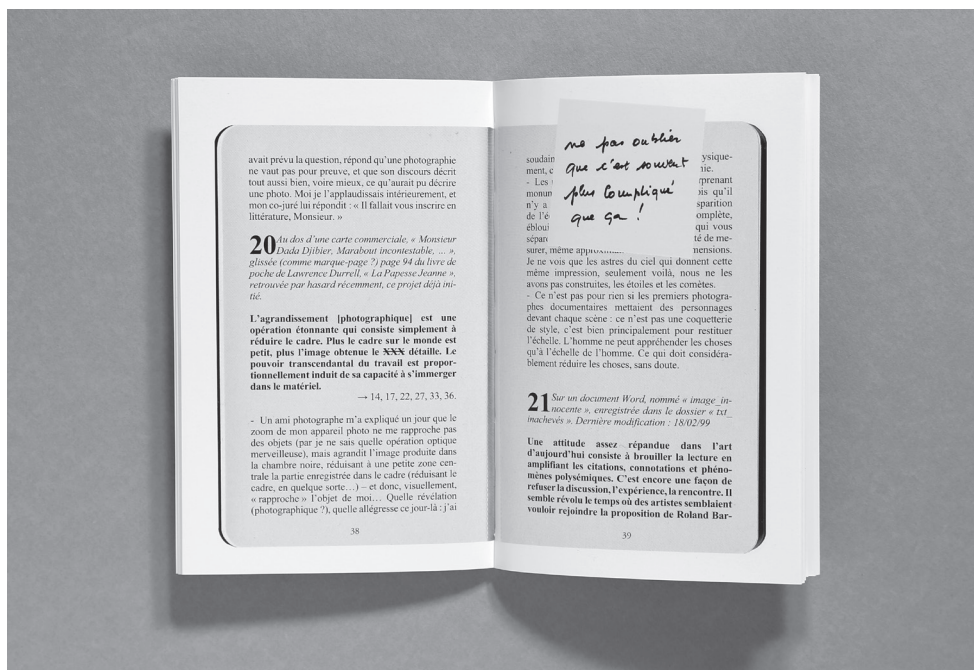 avait prévu la question, répond qu'une photographie
ne vaut pas pour preuve, et que son discours décrit
tout aussi bien, voire mieux, ce qu'aurait pu décrire
une photo. Moi je l'applaudissais intérieurement, et
mon co-juré lui répondit : « Il fallait vous inscrire en
littérature, Monsieur. »
20 Au dos d'une carte commerciale, « Monsieur
Dada Djibier, Marabout incontestable, ... »,
glissée (comme marque-page ?) page 94 du livre de
poche de Lawrence Durrell, « La Papesse Jeanne »,
retrouvée par hasard récemment, ce projet déjà ini-
tié.
L'agrandissement [photographique] est une
opération étonnante qui consiste simplement à
réduire le cadre. Plus le cadre sur le monde est
petit, plus l'image obtenue le XXX détaille. Le
pouvoir transcendantal du travail est propor-
tionnellement induit de sa capacité à s'immerger
dans le matériel.
→ 14, 17, 22, 27, 33, 36.
- Un ami photographe m'a expliqué un jour que le
zoom de mon appareil photo ne me rapproche pas
des objets (par je ne sais quelle opération optique
merveilleuse), mais agrandit l'image produite dans
la chambre noire, réduisant à une petite zone cen-
trale la partie enregistrée dans le cadre (réduisant le
cadre, en quelque sorte…) – et donc, visuellement,
« rapproche » l'objet de moi… Quelle révélation
(photographique ?), quelle allégresse ce jour-là : j'ai
38
ne pas oublier
que c'est souvent
plus compliqué
que ça !
soudain ysique-
ment, c nie.
- Les rprenant
monum is qu'il
n'y a sparition
de l'é omplète,
ébloui qui vous
sépar té de me-
surer, même mensions.
Je ne vois que les astres du ciel qui donnent cette
même impression, seulement voilà, nous ne les
avons pas construites, les étoiles et les comètes.
- Ce n'est pas pour rien si les premiers photogra-
phes documentaires mettaient des personnages
devant chaque scène : ce n'est pas une coquetterie
de style, c'est bien principalement pour restituer
l'échelle. L'homme ne peut appréhender les choses
qu'à l'échelle de l'homme. Ce qui doit considéra-
blement réduire les choses, sans doute.
21 Sur un document Word, nommé « image_in-
nocente », enregistrée dans le dossier « txt_
inachevés ». Dernière modification : 18/02/99
Une attitude assez répandue dans l'art
d'aujourd'hui consiste à brouiller la lecture en
amplifiant les citations, connotations et phéno-
mènes polysémiques. C'est encore une façon de
refuser la discussion, l'expérience, la rencontre. Il
semble révolu le temps où des artistes semblaient
vouloir rejoindre la proposition de Roland Bar-
39